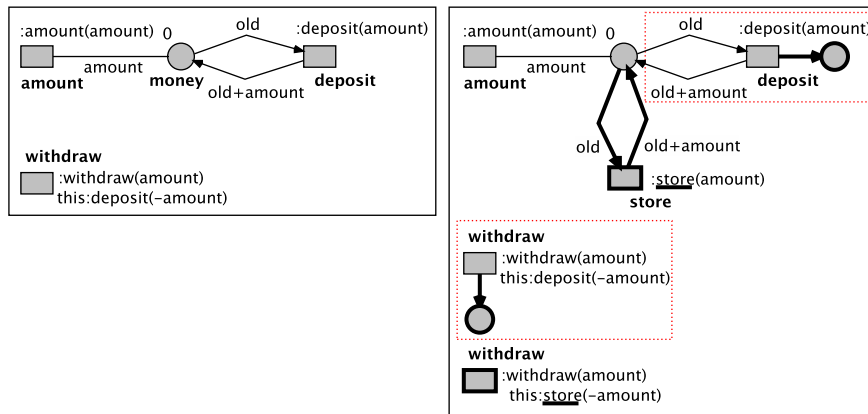 old
:amount(amount) 0 :deposit(amount)
amount
amount money deposit
old+amount
withdraw
:withdraw(amount)
this:deposit(-amount)
old
:amount(amount) 0 :deposit(amount)
amount
amount deposit
old+amount
old old+amount
:store(amount)
store
withdraw
:withdraw(amount)
this:deposit(-amount)
withdraw
:withdraw(amount)
this:store(-amount)